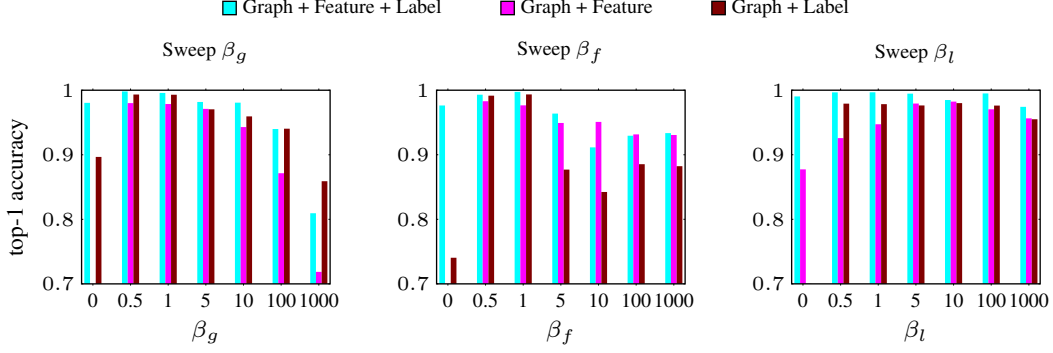 Graph + Feature + Label Graph + Feature Graph + Label
Sweep β_g Sweep β_f Sweep β_l
top-1 accuracy
1 1 1
0.9 0.9 0.9
0.8 0.8 0.8
0.7 0.7 0.7
0 0.5 1 5 10 100 1000 0 0.5 1 5 10 100 1000 0 0.5 1 5 10 100 1000
β_g β_f β_l